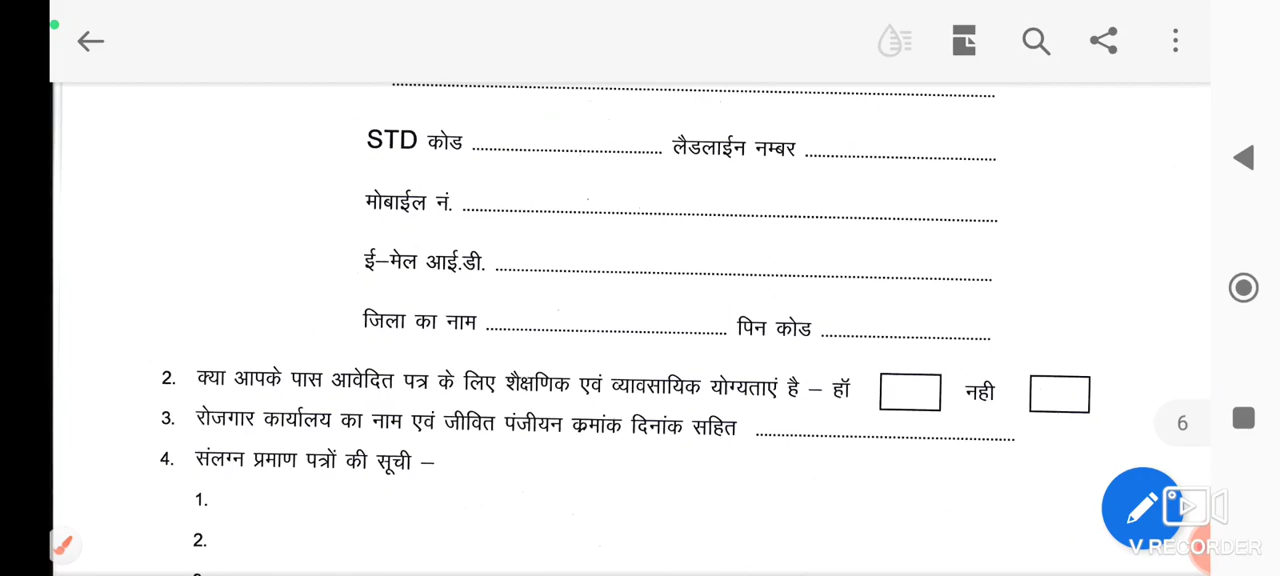 STD कोड ........................ लैडलाईन नम्बर ........................
मोबाईल नं. ........................
ई–मेल आई.डी. ........................
जिला का नाम ........................ पिन कोड ........................
2. क्या आपके पास आवेदित पत्र के लिए शैक्षणिक एवं व्यावसायिक योग्यताएं है – हॉ नही
3. रोजगार कार्यालय का नाम एवं जीवित पंजीयन कमांक दिनांक सहित ........................
6
4. संलग्न प्रमाण पत्रों की सूची –
1.
2.
V RECORDER